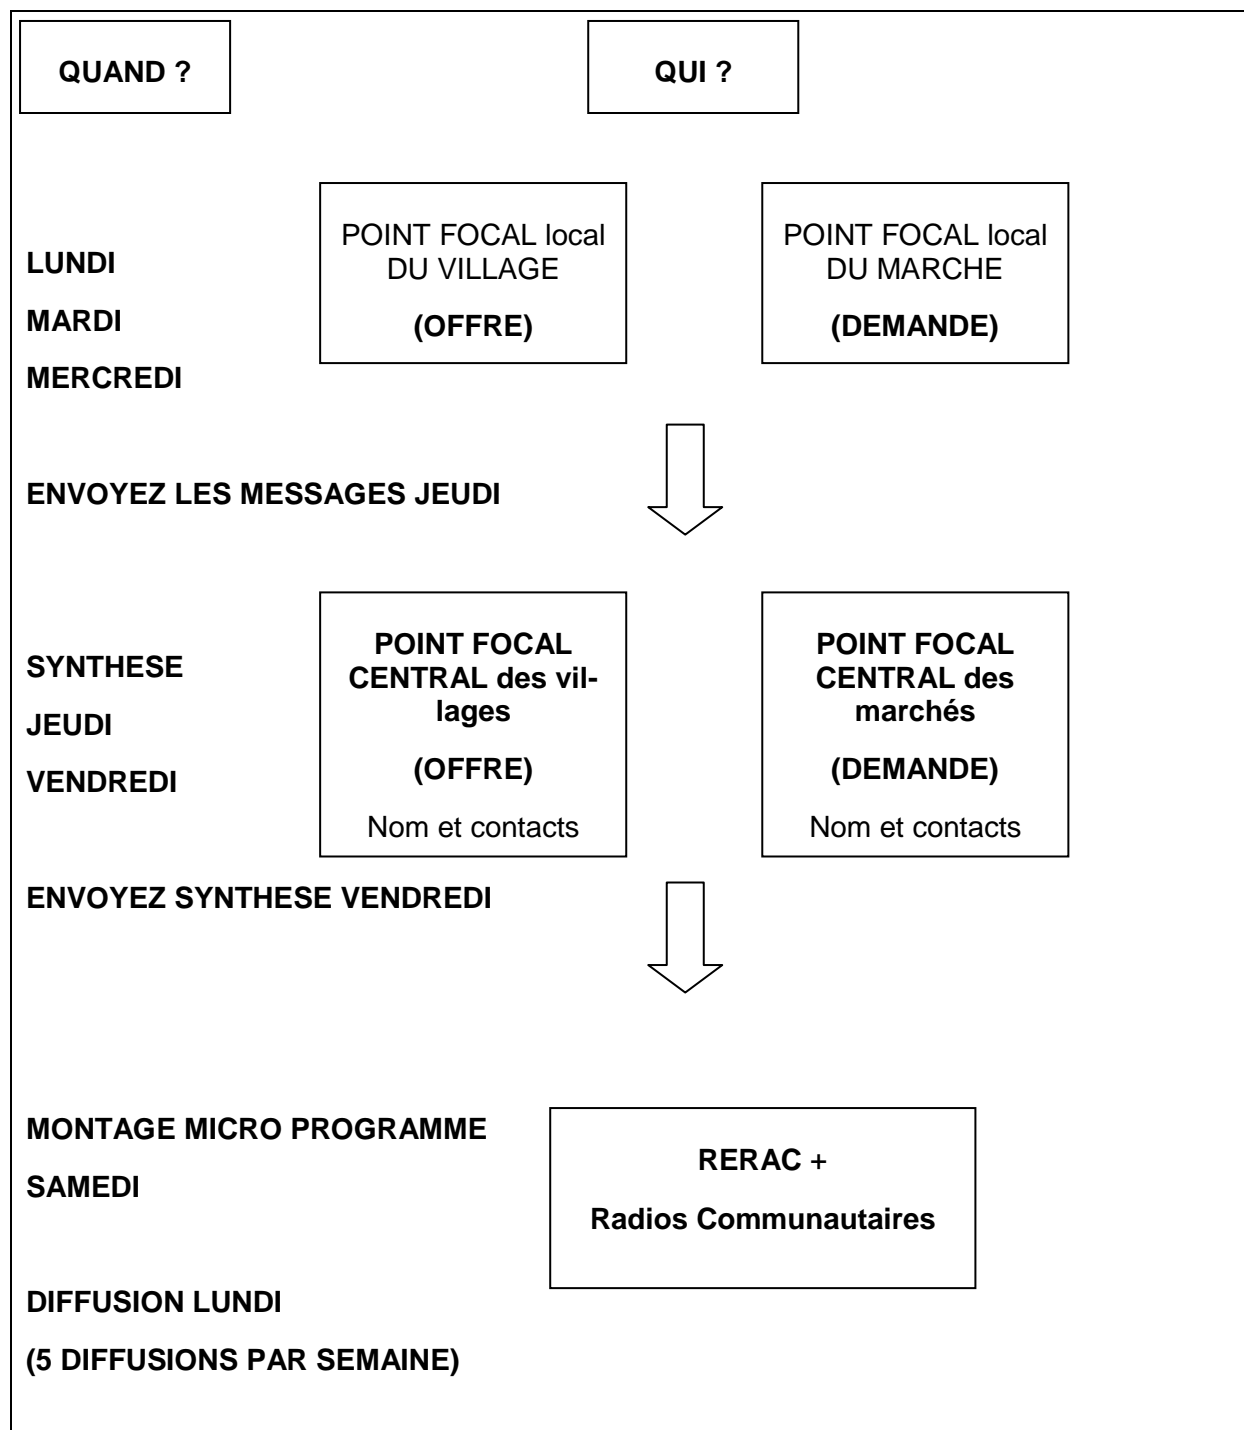 QUAND ?
QUI ?
LUNDI
MARDI
MERCREDI
POINT FOCAL local
DU VILLAGE
(OFFRE)
POINT FOCAL local
DU MARCHE
(DEMANDE)
ENVOYEZ LES MESSAGES JEUDI
SYNTHESE
JEUDI
VENDREDI
POINT FOCAL
CENTRAL des vil-
lages
(OFFRE)
Nom et contacts
POINT FOCAL
CENTRAL des
marchés
(DEMANDE)
Nom et contacts
ENVOYEZ SYNTHESE VENDREDI
MONTAGE MICRO PROGRAMME
SAMEDI
RERAC +
Radios Communautaires
DIFFUSION LUNDI
(5 DIFFUSIONS PAR SEMAINE)